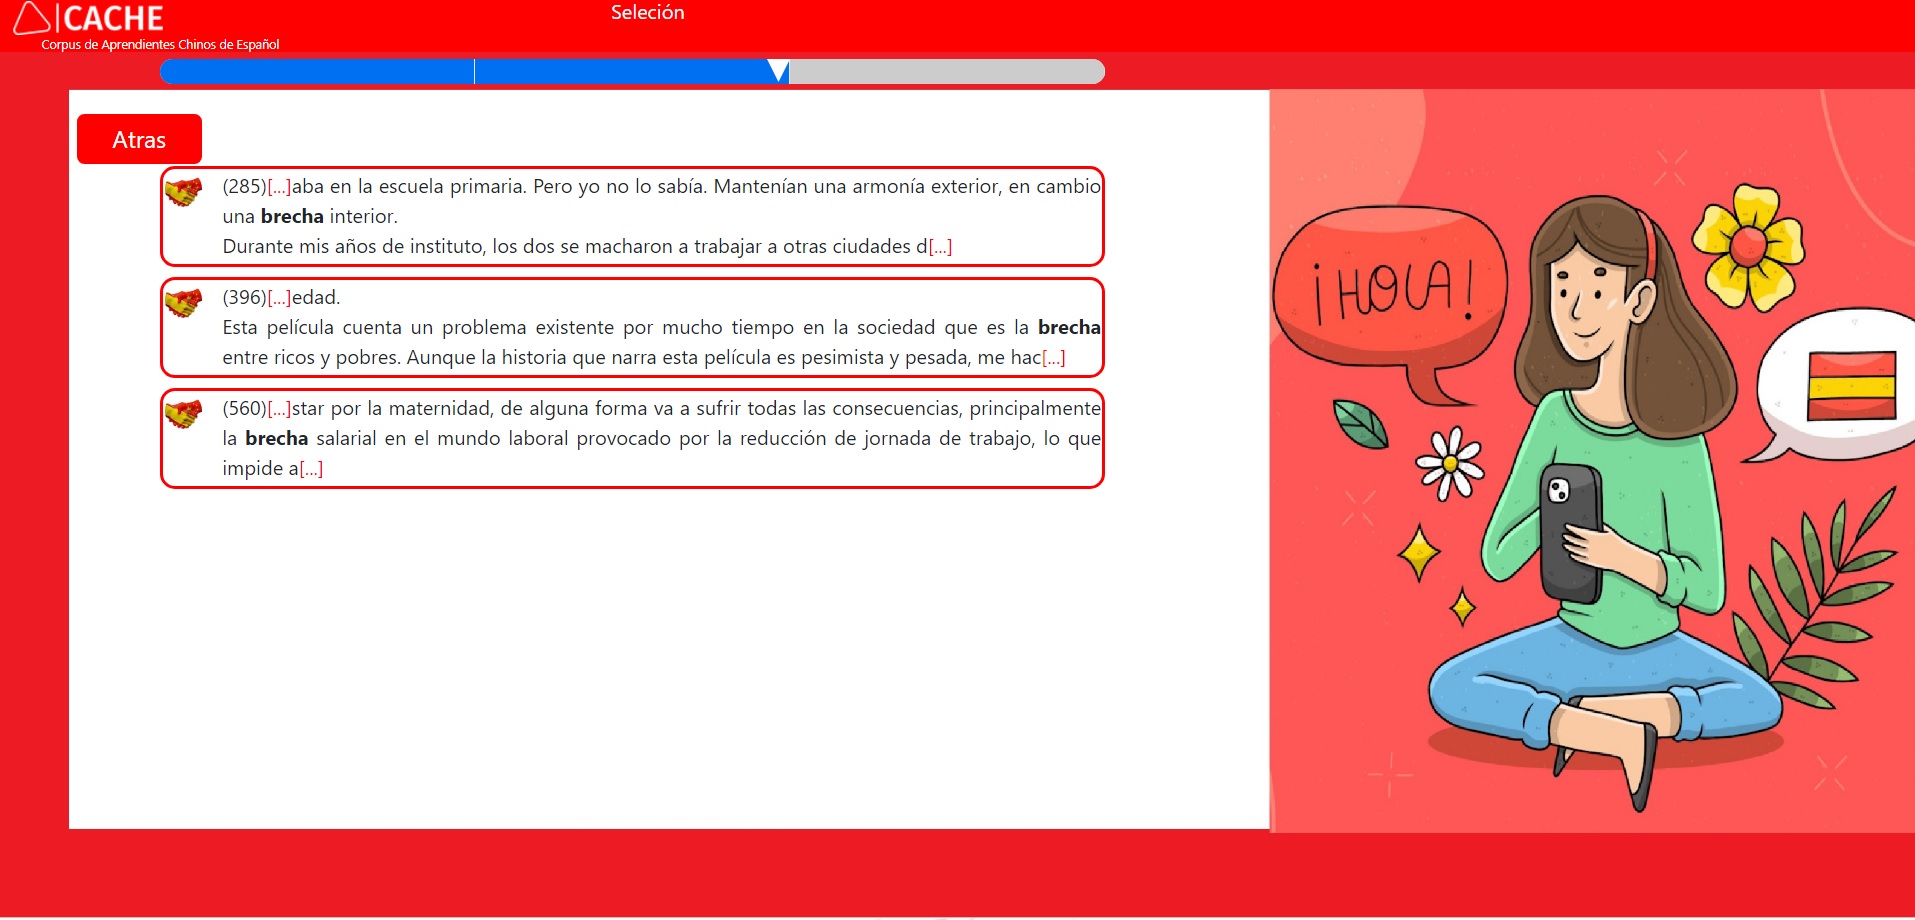 |CACHE
Seleción
Corpus de Aprendientes Chinos de Español
Atras
(285)[...]aba en la escuela primaria. Pero yo no lo sabía. Mantenían una armonía exterior, en cambio
una brecha interior.
Durante mis años de instituto, los dos se macharon a trabajar a otras ciudades d[...]
(396)[...]edad.
Esta película cuenta un problema existente por mucho tiempo en la sociedad que es la brecha
entre ricos y pobres. Aunque la historia que narra esta película es pesimista y pesada, me hac[...]
(560)[...]star por la maternidad, de alguna forma va a sufrir todas las consecuencias, principalmente
la brecha salarial en el mundo laboral provocado por la reducción de jornada de trabajo, lo que
impide a[...]
¡HOLA!